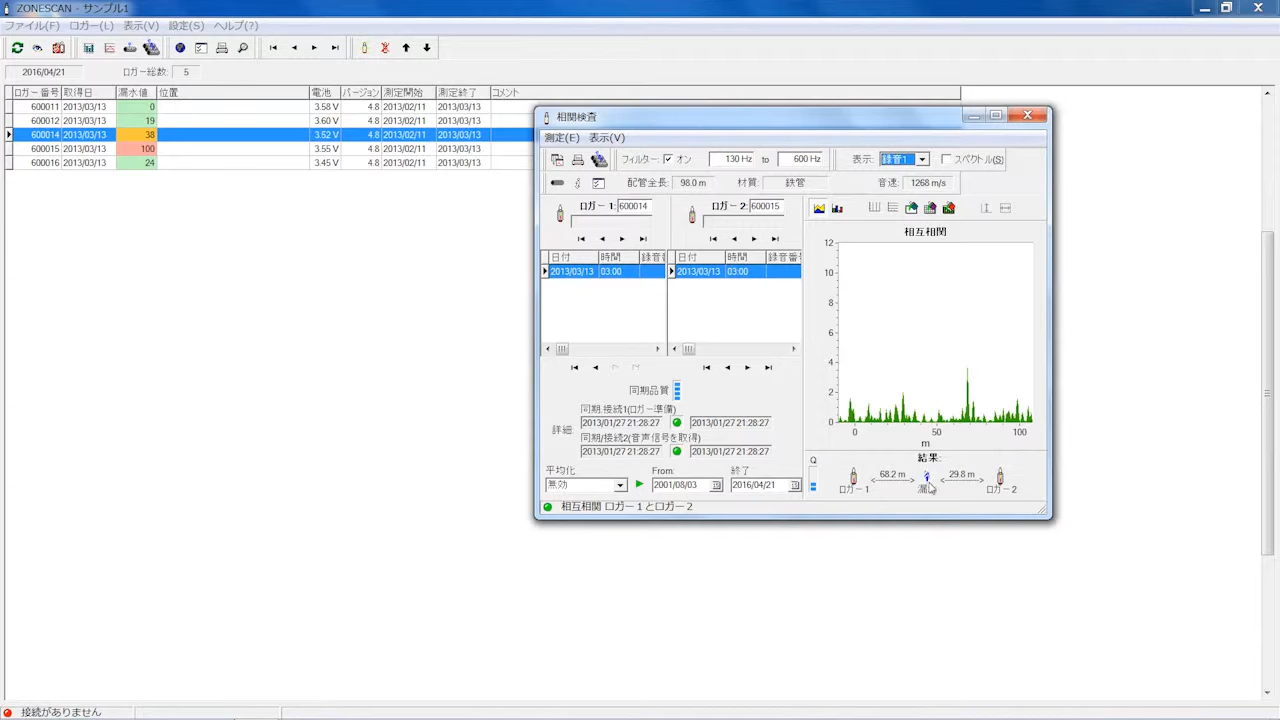 ZONESCAN - サンプル1
ファイル(F) ロガー(L) 表示(V) 設定(S) ヘルプ(?)
2016/04/21 ロガー総数: 5
ロガー番号 取得日 漏水値 位置 電池 バージョン 測定開始 測定終了 コメント
600011 2013/03/13 0 3.58 V 4.8 2013/02/11 2013/03/13
600012 2013/03/13 19 3.60 V 4.8 2013/02/11 2013/03/13
600014 2013/03/13 38 3.52 V 4.8 2013/02/11 2013/03/13
600015 2013/03/13 100 3.55 V 4.8 2013/02/11 2013/03/13
600016 2013/03/13 24 3.45 V 4.8 2013/02/11 2013/03/13
相関検査
測定(E) 表示(V)
フィルター: オン 130 Hz to 600 Hz 表示: 録音1 スペクトル(S)
配管全長: 98.0 m 材質: 鉄管 音速: 1268 m/s
ロガー 1: 600014 ロガー 2: 600015
日付 時間 録音番 日付 時間 録音番
2013/03/13 03:00 2013/03/13 03:00
同期品質
同期.接続1(ロガー準備)
詳細 2013/01/27 21:28:27 2013/01/27 21:28:27
同期/接続2(音声信号を取得)
2013/01/27 21:28:27 2013/01/27 21:28:27
平均化 From: 終了
無効 2001/08/03 2016/04/21
相互相関
12
10
8
6
4
2
0
0 50 100
m
結果:
Q
68.2 m 29.8 m
ロガー1 ロガー2
相互相関 ロガー 1 とロガー 2
接続がありません